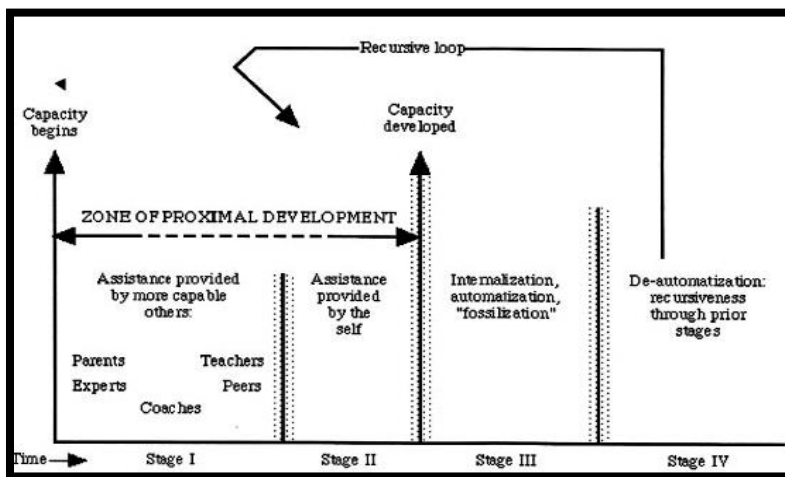 Recursive loop
Capacity
begins
Capacity
developed
ZONE OF PROXIMAL DEVELOPMENT
Assistance provided
by more capable
others:
Parents
Teachers
Experts
Peers
Coaches
Assistance
provided
by the
self
Internalization,
automatization,
"fossilization"
De-automatization:
recursiveness
through prior
stages
Time
Stage I
Stage II
Stage III
Stage IV